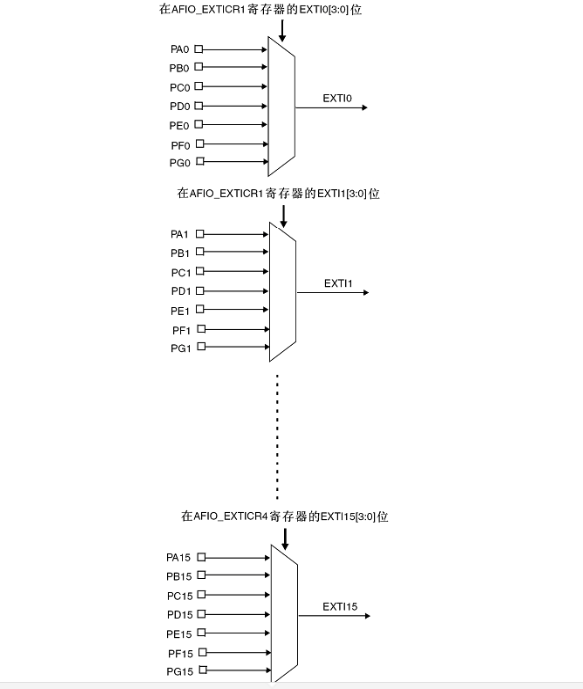 在AFIO_EXTICR1寄存器的EXTI0[3:0]位
PA0
PB0
PC0
EXTI0
PD0
PE0
PF0
PG0
在AFIO_EXTICR1寄存器的EXTI1[3:0]位
PA1
PB1
PC1
EXTI1
PD1
PE1
PF1
PG1
在AFIO_EXTICR4寄存器的EXTI15[3:0]位
PA15
PB15
PC15
EXTI15
PD15
PE15
PF15
PG15